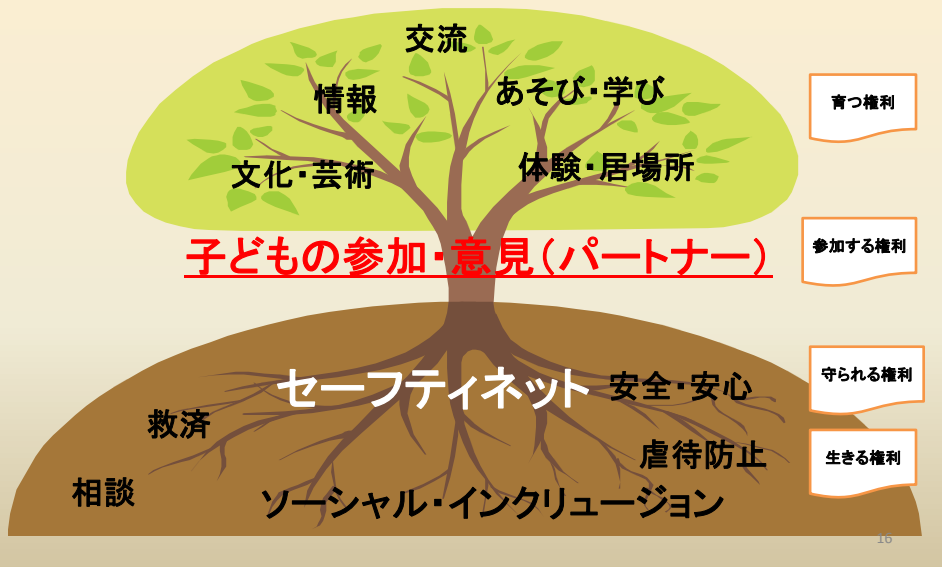 交流
情報
あそび・学び
育つ権利
文化・芸術
体験・居場所
子どもの参加・意見（パートナー）
参加する権利
セーフティネット
安全・安心
守られる権利
救済
虐待防止
生きる権利
相談
ソーシャル・インクリュージョン
16